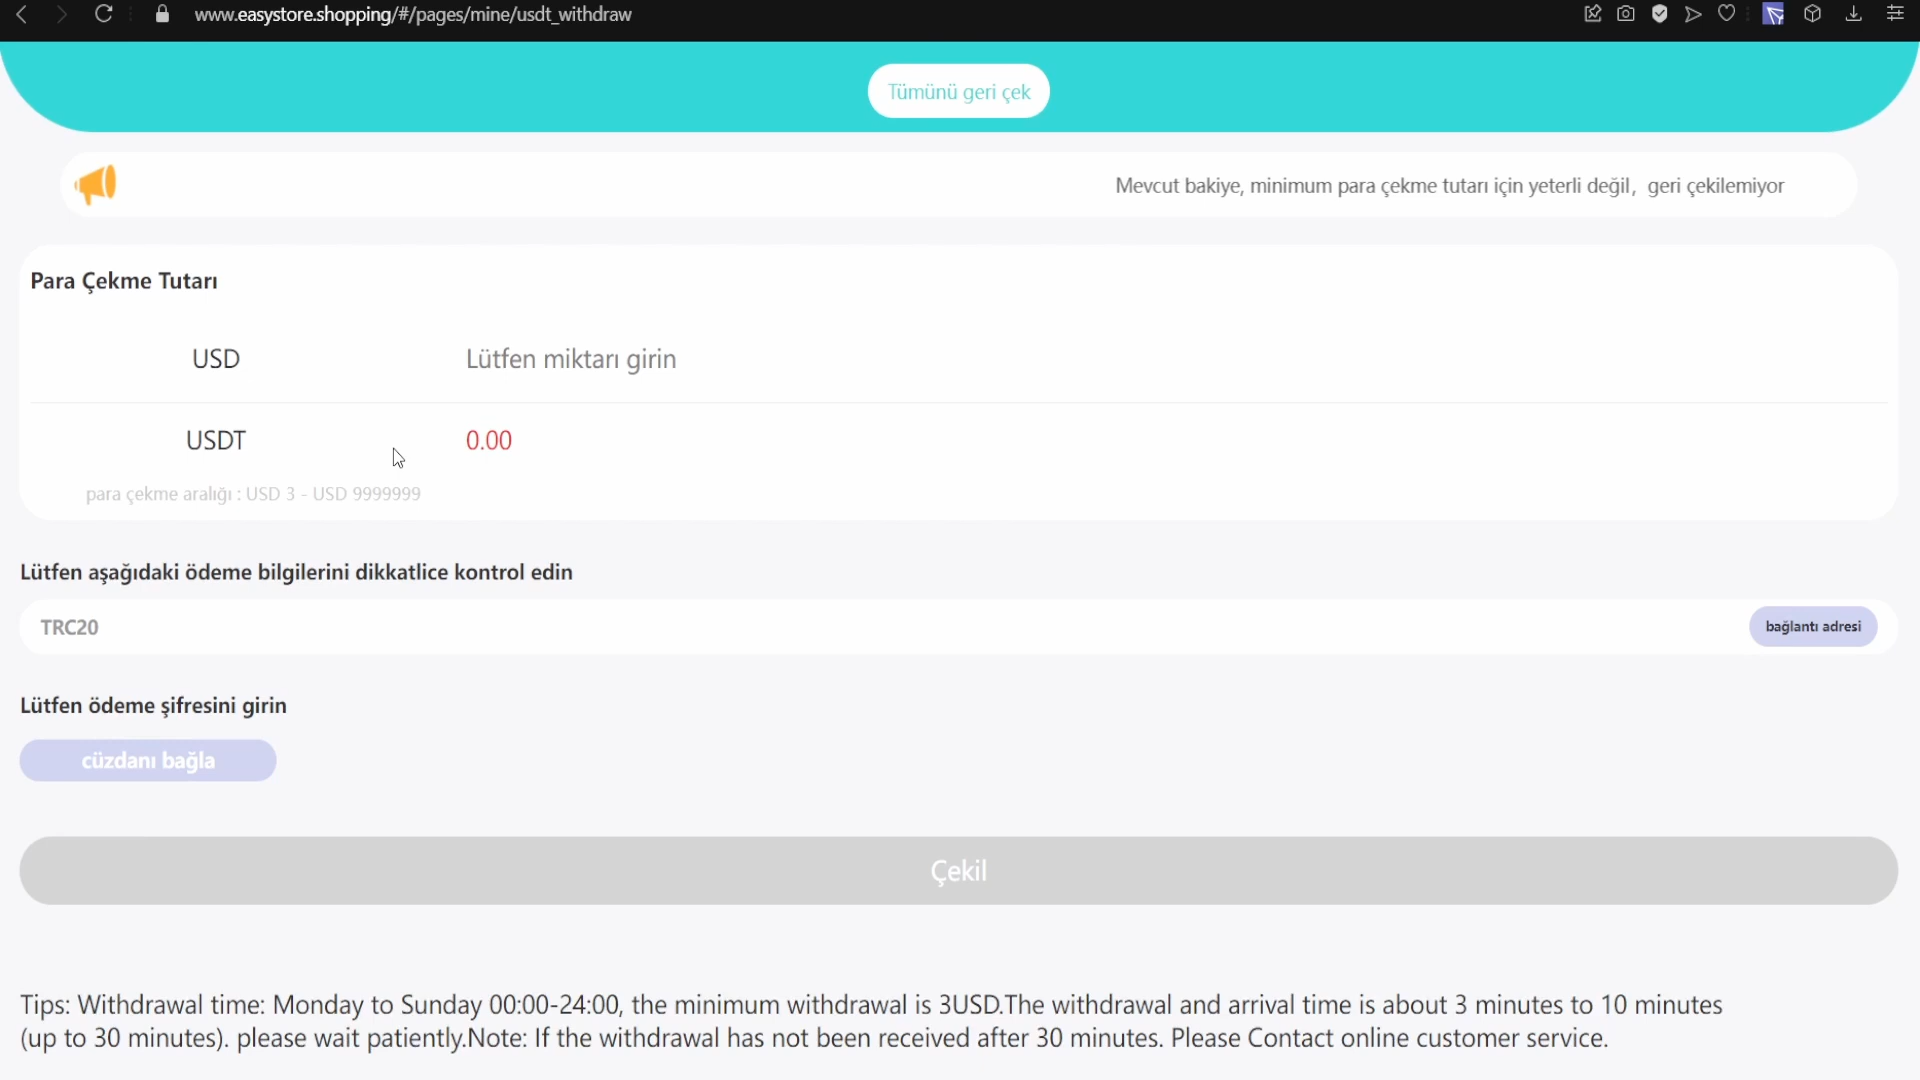 www.easystore.shopping/#/pages/mine/usdt_withdraw
Tümünü geri çek
Mevcut bakiye, minimum para çekme tutarı için yeterli değil, geri çekilemiyor
Para Çekme Tutarı
USD Lütfen miktarı girin
USDT 0.00
para çekme aralığı : USD 3 - USD 9999999
Lütfen aşağıdaki ödeme bilgilerini dikkatlice kontrol edin
TRC20 bağlantı adresi
Lütfen ödeme şifresini girin
cüzdanı bağla
Çekil
Tips: Withdrawal time: Monday to Sunday 00:00-24:00, the minimum withdrawal is 3USD.The withdrawal and arrival time is about 3 minutes to 10 minutes
(up to 30 minutes). please wait patiently.Note: If the withdrawal has not been received after 30 minutes. Please Contact online customer service.